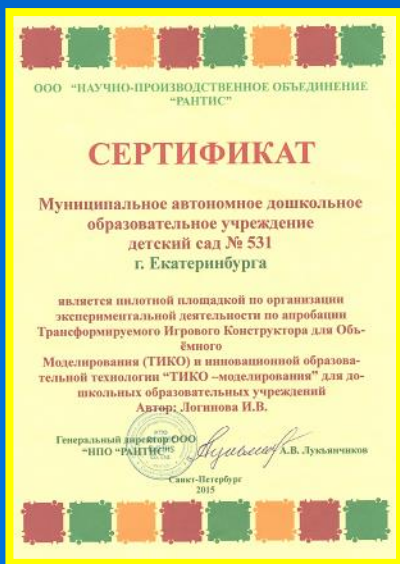 ООО “НАУЧНО-ПРОИЗВОДСТВЕННОЕ ОБЪЕДИНЕНИЕ
“РАНТИС”
СЕРТИФИКАТ
Муниципальное автономное дошкольное
образовательное учреждение
детский сад № 531
г. Екатеринбурга
является пилотной площадкой по организации
экспериментальной деятельности по апробации
Трансформируемого Игрового Конструктора для Объ-
ёмного
Моделирования (ТИКО) и инновационной образова-
тельной технологии “ТИКО –моделирования” для до-
школьных образовательных учреждений
Автор: Логинова И.В.
Генеральный директор ООО
“НПО “РАНТИС” А.В. Лукьянчиков
Санкт-Петербург
2015